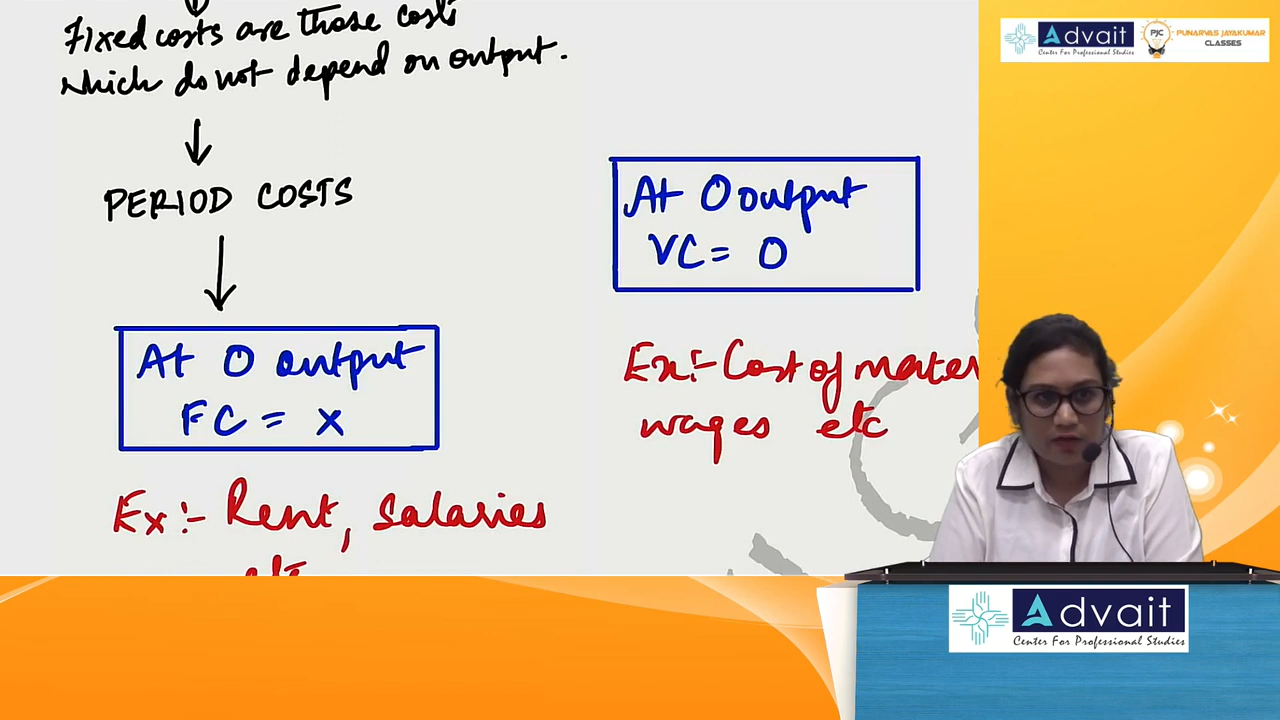 Fixed costs are those costs
which do not depend on output.
PERIOD COSTS
At 0 output
FC = x
Ex:- Rent, Salaries
etc
At 0 output
VC = 0
Ex:- Cost of mater
wages etc
Advait
Center For Professional Studies
PJC
PUNARVAS JAYAKUMAR
CLASSES
Advait
Center For Professional Studies